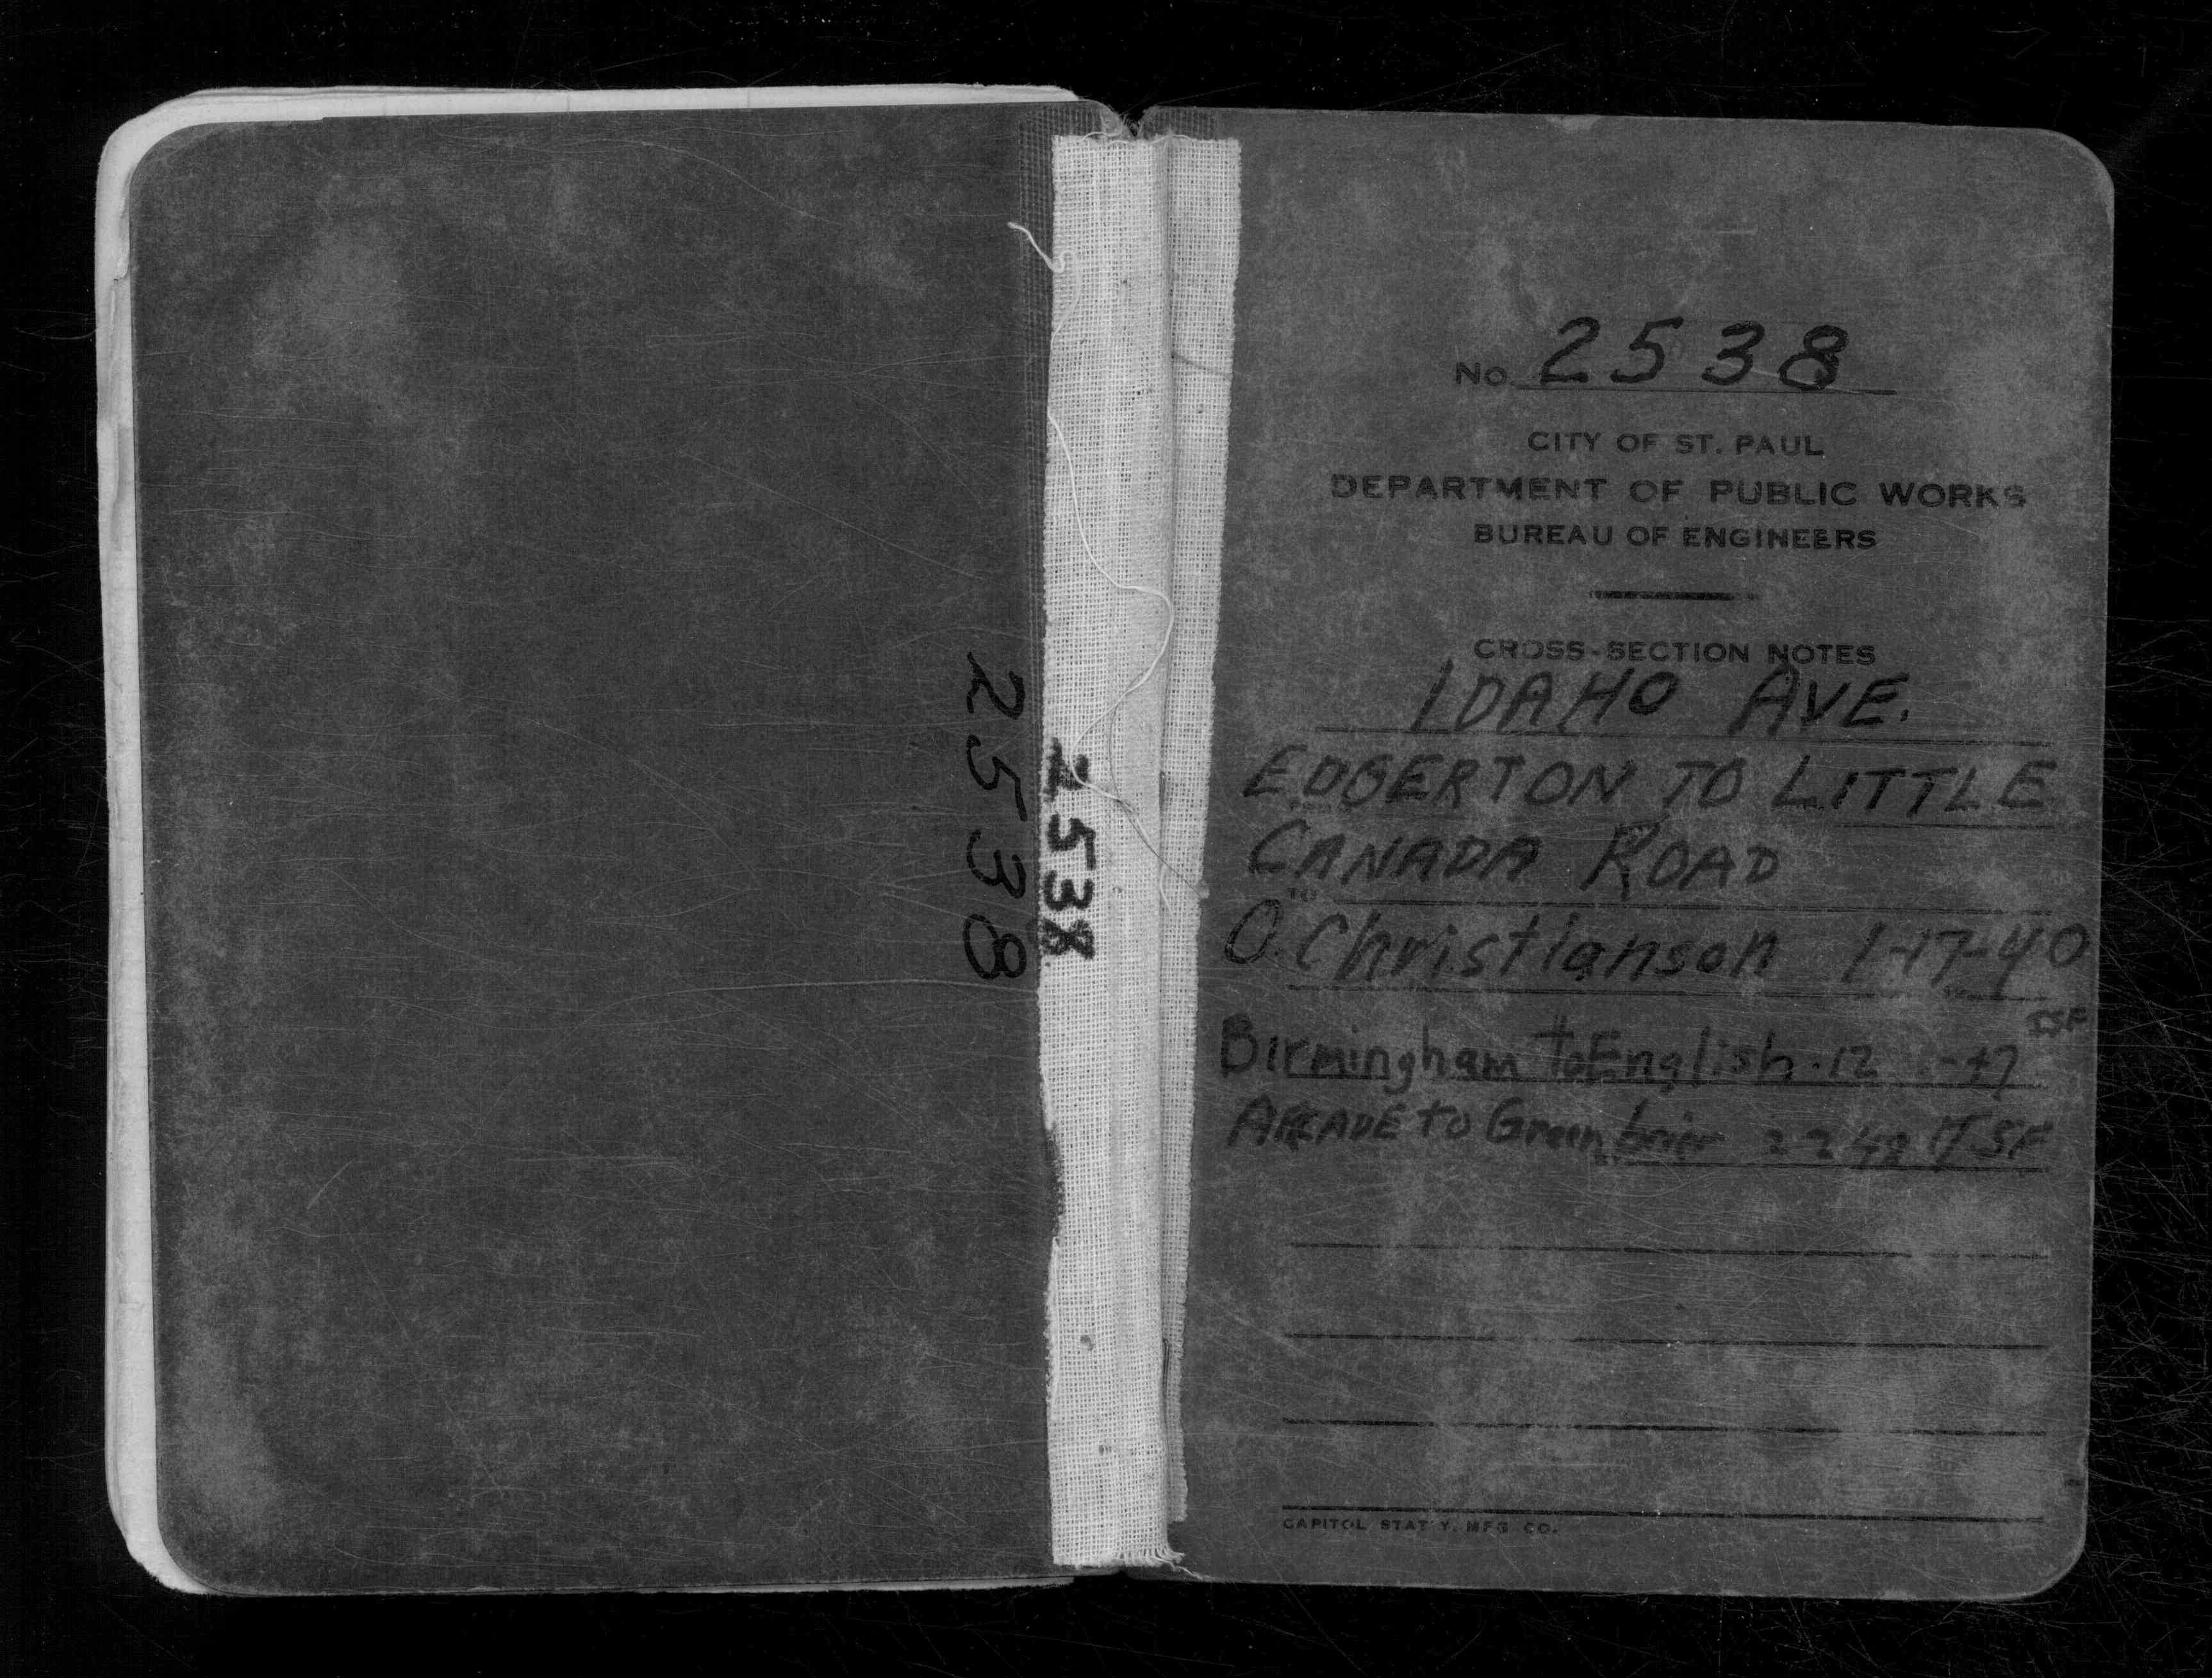 2538
2538
No. 2538
CITY OF ST. PAUL
DEPARTMENT OF PUBLIC WORKS
BUREAU OF ENGINEERS
CROSS-SECTION NOTES
IDAHO AVE.
EDGERTON TO LITTLE
CANADA ROAD
O. Christianson 1-17-40
Birmingham to English - 12 1-47
ARCADE to Greenbrier
CAPITOL STAT'Y. MFG CO.